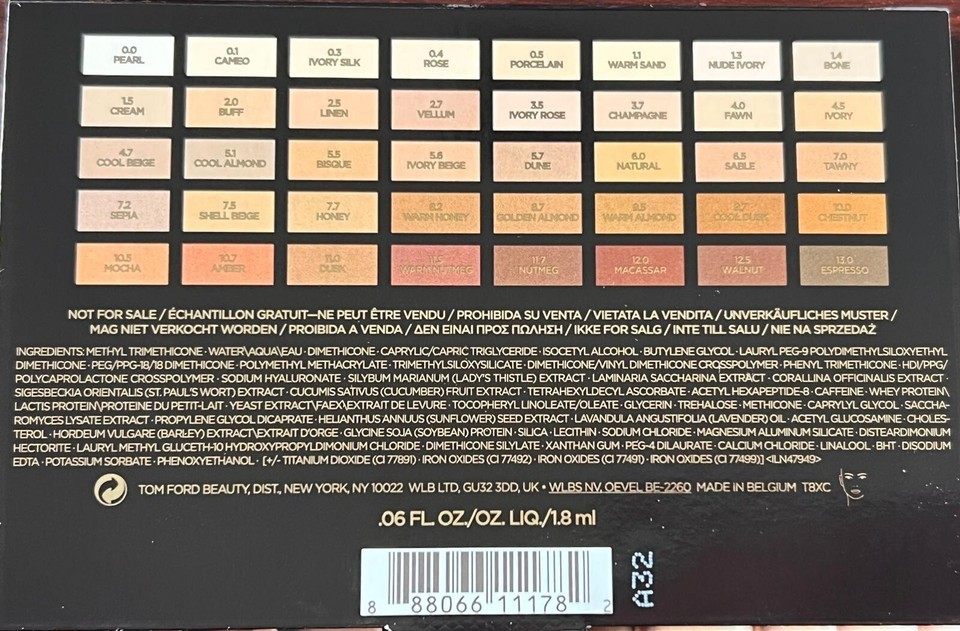 0.0 0.1 0.3 0.4 0.5 1.1 1.3 1.4
PEARL CAMEO IVORY SILK ROSE PORCELAIN WARM SAND NUDE IVORY BONE
1.5 2.0 2.5 2.7 3.5 3.7 4.0 4.5
CREAM BUFF LINEN VELLUM IVORY ROSE CHAMPAGNE FAWN IVORY
4.7 5.1 5.5 5.6 5.7 6.0 6.5 7.0
COOL BEIGE COOL ALMOND BISQUE IVORY BEIGE DUNE NATURAL SABLE TAWNY
7.2 7.5 7.7 8.2 8.7 9.5 9.7 10.0
SEPIA SHELL BEIGE HONEY WARM HONEY GOLDEN ALMOND WARM ALMOND COOL DUSK CHESTNUT
10.5 10.7 11.0 11.5 11.7 12.0 12.5 13.0
MOCHA AMBER DUSK WARM NUTMEG NUTMEG MACASSAR WALNUT ESPRESSO
NOT FOR SALE / ÉCHANTILLON GRATUIT—NE PEUT ÊTRE VENDU / PROHIBIDA SU VENTA / VIETATA LA VENDITA / UNVERKÄUFLICHES MUSTER /
MAG NIET VERKOCHT WORDEN / PROIBIDA A VENDA / ΔΕΝ ΕΙΝΑΙ ΠΡΟΣ ΠΩΛΗΣΗ / IKKE FOR SALG / INTE TILL SALU / NIE NA SPRZEDAŻ
INGREDIENTS: METHYL TRIMETHICONE · WATER\AQUA\EAU · DIMETHICONE · CAPRYLIC/CAPRIC TRIGLYCERIDE · ISOCETYL ALCOHOL · BUTYLENE GLYCOL · LAURYL PEG-9 POLYDIMETHYLSILOXYETHYL
DIMETHICONE · PEG/PPG-18/18 DIMETHICONE · POLYMETHYL METHACRYLATE · TRIMETHYLSILOXYSILICATE · DIMETHICONE/VINYL DIMETHICONE CROSSPOLYMER · PHENYL TRIMETHICONE · HDI/PPG/
POLYCAPROLACTONE CROSSPOLYMER · SODIUM HYALURONATE · SILYBUM MARIANUM (LADY'S THISTLE) EXTRACT · LAMINARIA SACCHARINA EXTRACT · CORALLINA OFFICINALIS EXTRACT ·
SIGESBECKIA ORIENTALIS (ST. PAUL'S WORT) EXTRACT · CUCUMIS SATIVUS (CUCUMBER) FRUIT EXTRACT · TETRAHEXYLDECYL ASCORBATE · ACETYL HEXAPEPTIDE-8 · CAFFEINE · WHEY PROTEIN\
LACTIS PROTEIN\PROTÉINE DU PETIT-LAIT · YEAST EXTRACT\FAEX\EXTRAIT DE LEVURE · TOCOPHERYL LINOLEATE/OLEATE · GLYCERIN · TREHALOSE · METHICONE · CAPRYLYL GLYCOL · SACCHA-
ROMYCES LYSATE EXTRACT · PROPYLENE GLYCOL DICAPRATE · HELIANTHUS ANNUUS (SUNFLOWER) SEED EXTRACT · LAVANDULA ANGUSTIFOLIA (LAVENDER) OIL · ACETYL GLUCOSAMINE · CHOLES-
TEROL · HORDEUM VULGARE (BARLEY) EXTRACT\EXTRAIT D'ORGE · GLYCINE SOJA (SOYBEAN) PROTEIN · SILICA · LECITHIN · SODIUM CHLORIDE · MAGNESIUM ALUMINUM SILICATE · DISTEARDIMONIUM
HECTORITE · LAURYL METHYL GLUCETH-10 HYDROXYPROPYLDIMONIUM CHLORIDE · DIMETHICONE SILYLATE · XANTHAN GUM · PEG-4 DILAURATE · CALCIUM CHLORIDE · LINALOOL · BHT · DISODIUM
EDTA · POTASSIUM SORBATE · PHENOXYETHANOL · [+/- TITANIUM DIOXIDE (CI 77891) · IRON OXIDES (CI 77492) · IRON OXIDES (CI 77491) · IRON OXIDES (CI 77499)] <ILN47949>
TOM FORD BEAUTY, DIST., NEW YORK, NY 10022 WLB LTD, GU32 3DD, UK • WLBS NV, OEVEL BE-2260 MADE IN BELGIUM T8XC
.06 FL. OZ./OZ. LIQ./1.8 ml
8 88066 11178 2
A32